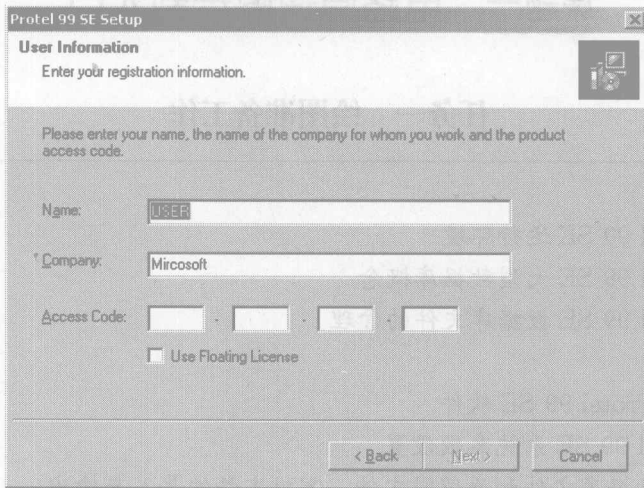 Protel 99 SE Setup
User Information
Enter your registration information.
Please enter your name, the name of the company for whom you work and the product
access code.
Name:
USER
Company:
Mircosoft
Access Code:
Use Floating License
< Back
Next >
Cancel